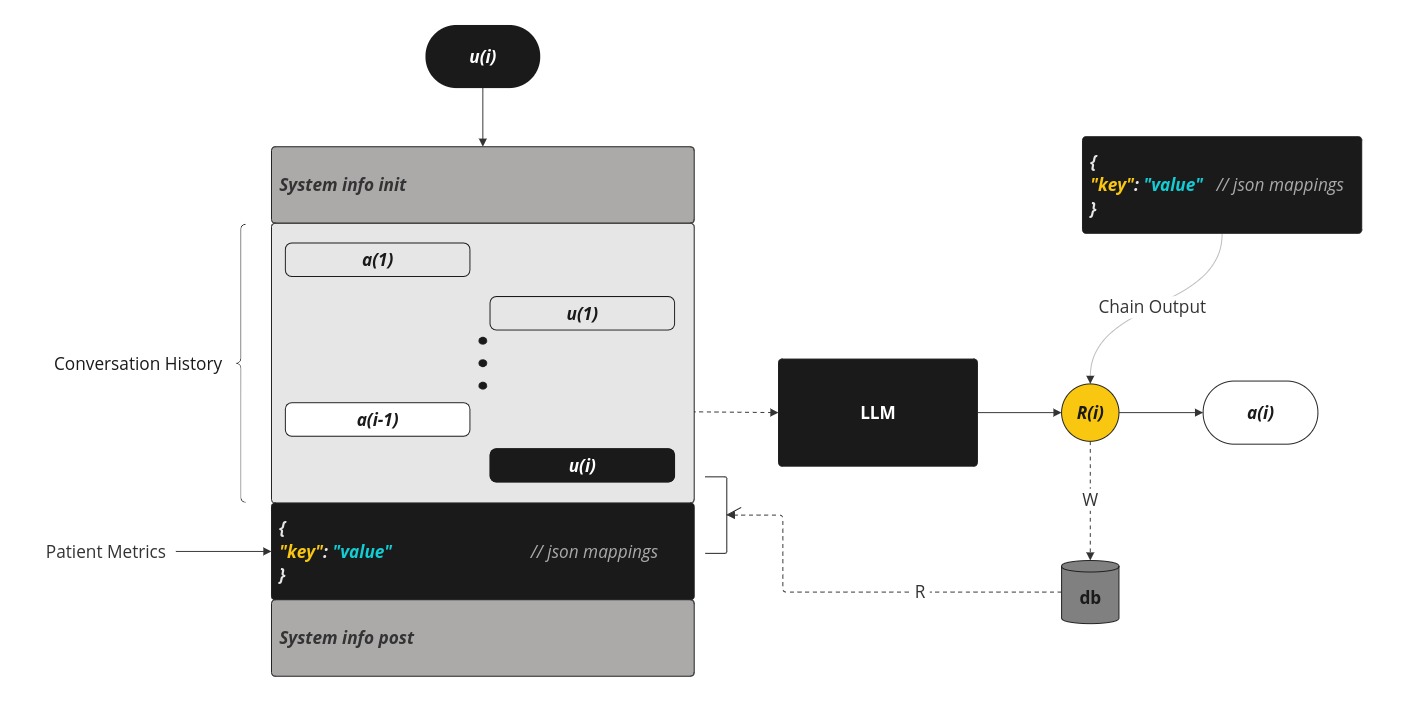 u(i)
System info init
a(1)
u(1)
Conversation History
a(i-1)
u(i)
Patient Metrics
{
"key": "value" // json mappings
}
System info post
LLM
{
"key": "value" // json mappings
}
Chain Output
R(i)
a(i)
W
R
db